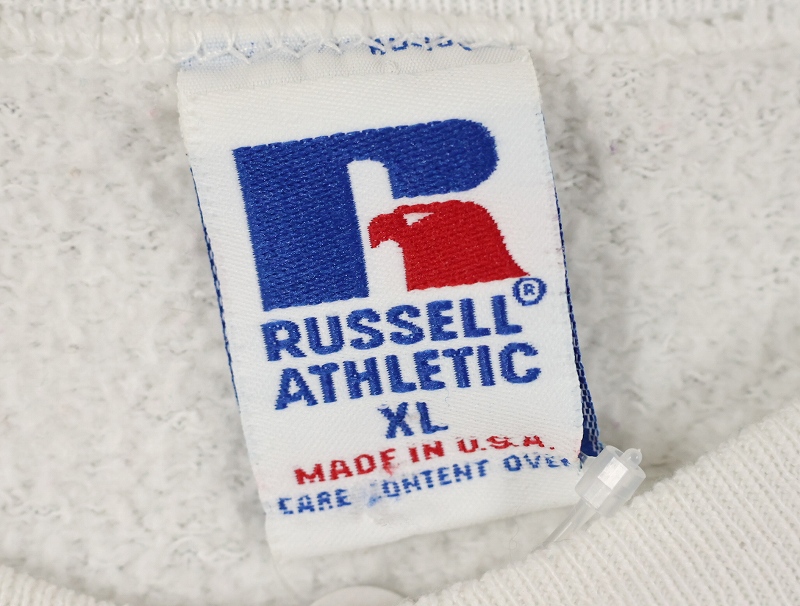 RUSSELL ®
ATHLETIC
XL
MADE IN U.S.A.
CARE CONTENT OVER